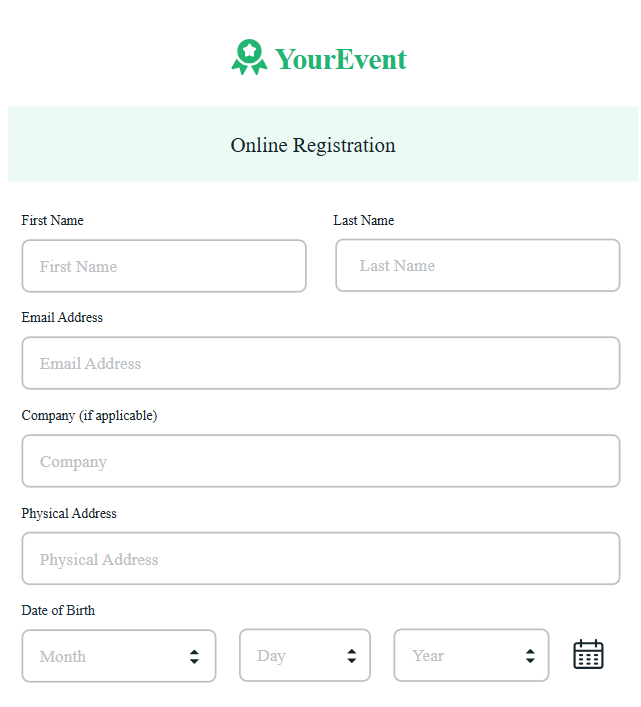 YourEvent
Online Registration
First Name Last Name
First Name Last Name
Email Address
Email Address
Company (if applicable)
Company
Physical Address
Physical Address
Date of Birth
Month Day Year